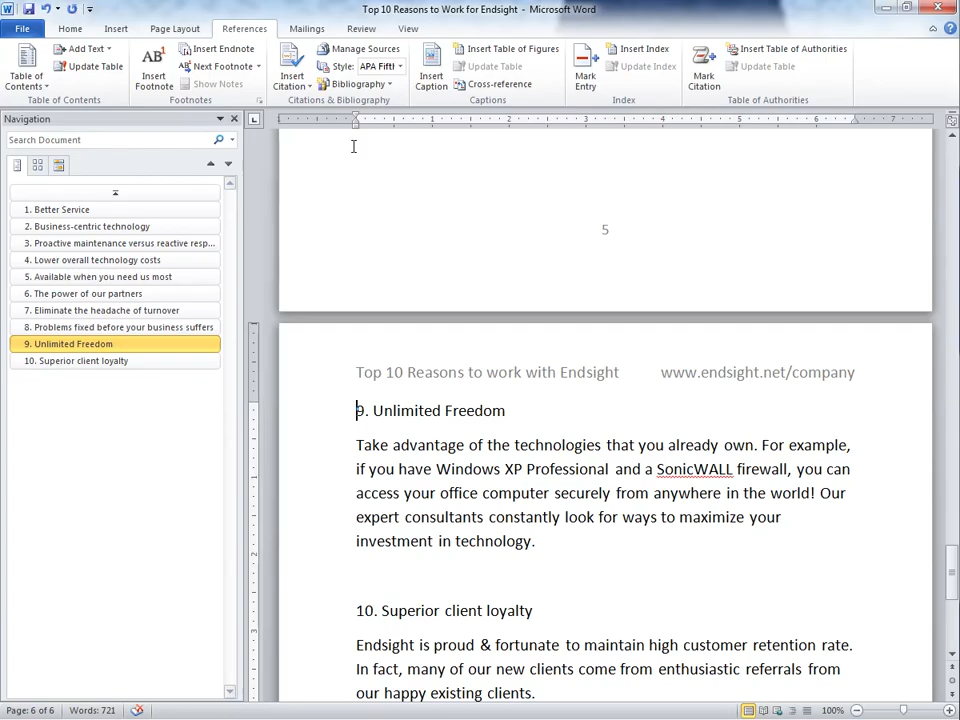 Top 10 Reasons to Work for Endsight - Microsoft Word
File Home Insert Page Layout References Mailings Review View
Table of Contents
Add Text
Update Table
Table of Contents
AB¹
Insert Footnote
Insert Endnote
Next Footnote
Show Notes
Footnotes
Insert Citation
Manage Sources
Style: APA Fifth
Bibliography
Citations & Bibliography
Insert Caption
Insert Table of Figures
Update Table
Cross-reference
Captions
Mark Entry
Insert Index
Update Index
Index
Mark Citation
Insert Table of Authorities
Update Table
Table of Authorities
Navigation
Search Document
1. Better Service
2. Business-centric technology
3. Proactive maintenance versus reactive resp...
4. Lower overall technology costs
5. Available when you need us most
6. The power of our partners
7. Eliminate the headache of turnover
8. Problems fixed before your business suffers
9. Unlimited Freedom
10. Superior client loyalty
1 2 3 4 5 6 7
5
Top 10 Reasons to work with Endsight www.endsight.net/company
9. Unlimited Freedom
Take advantage of the technologies that you already own. For example,
if you have Windows XP Professional and a SonicWALL firewall, you can
access your office computer securely from anywhere in the world! Our
expert consultants constantly look for ways to maximize your
investment in technology.
10. Superior client loyalty
Endsight is proud & fortunate to maintain high customer retention rate.
In fact, many of our new clients come from enthusiastic referrals from
our happy existing clients.
Page: 6 of 6 Words: 721 100%